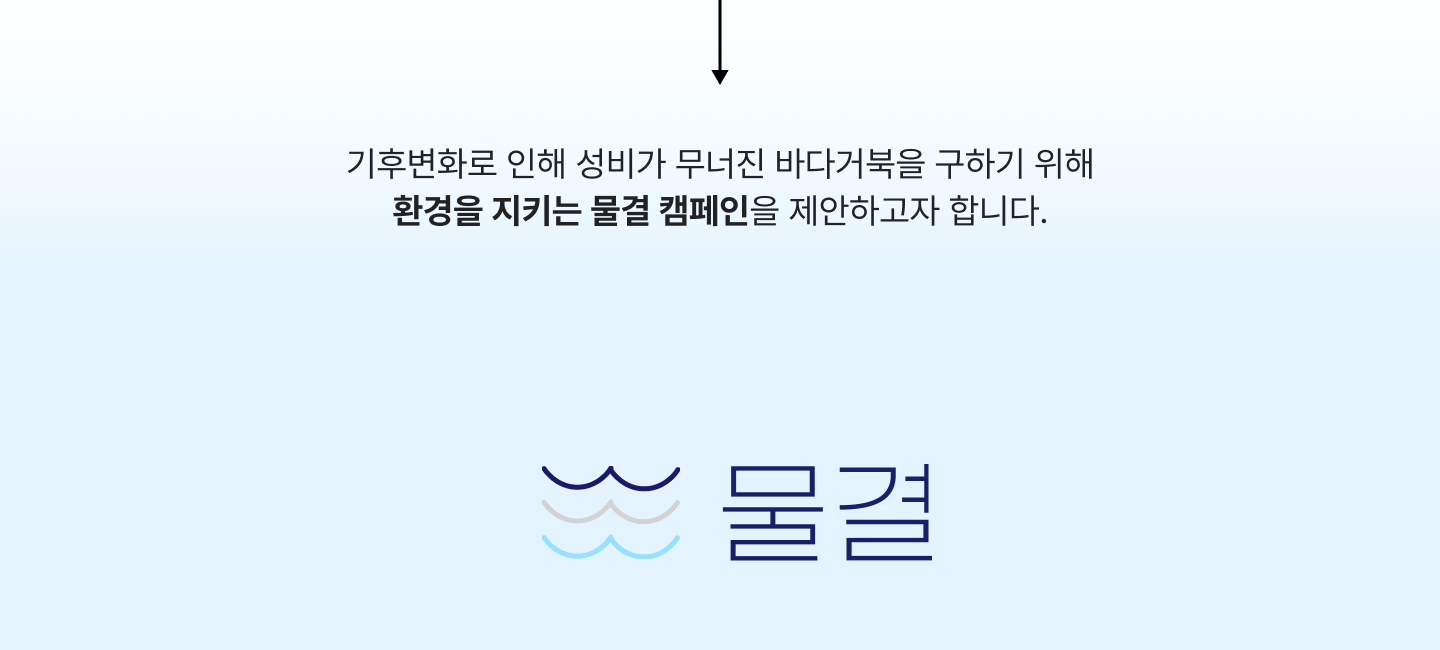 기후변화로 인해 성비가 무너진 바다거북을 구하기 위해
환경을 지키는 물결 캠페인을 제안하고자 합니다.
물결